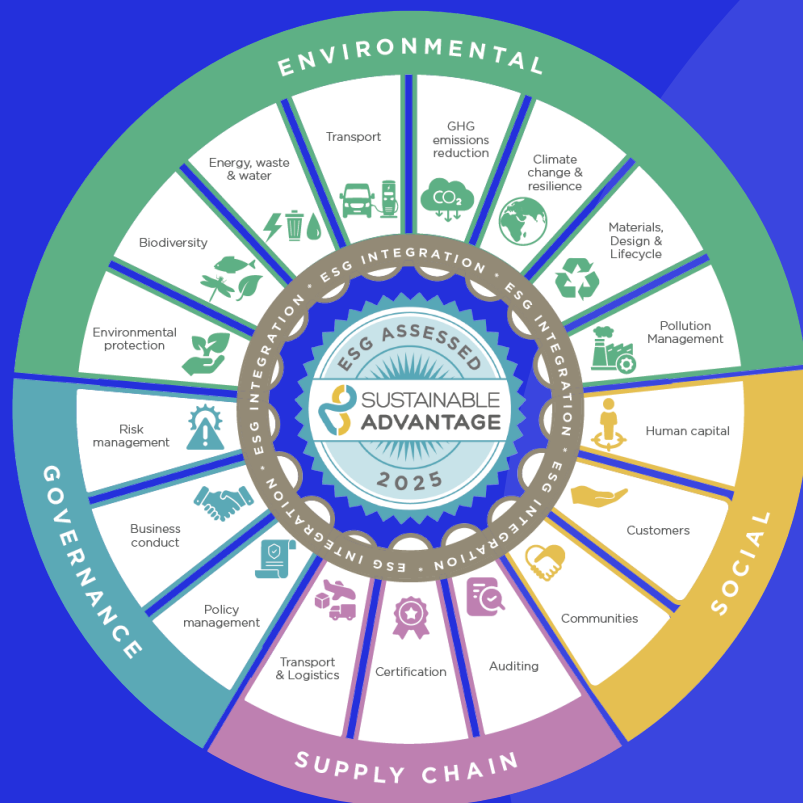 ENVIRONMENTAL
Environmental
protection
Biodiversity
Energy, waste
& water
Transport
GHG
emissions
reduction
CO₂
Climate
change &
resilience
Materials,
Design &
Lifecycle
Pollution
Management
SOCIAL
Human capital
Customers
Communities
SUPPLY CHAIN
Auditing
Certification
Transport
& Logistics
GOVERNANCE
Policy
management
Business
conduct
Risk
management
ESG INTEGRATION • ESG INTEGRATION • ESG INTEGRATION • ESG INTEGRATION • ESG INTEGRATION •
ESG ASSESSED
SUSTAINABLE
ADVANTAGE
2025